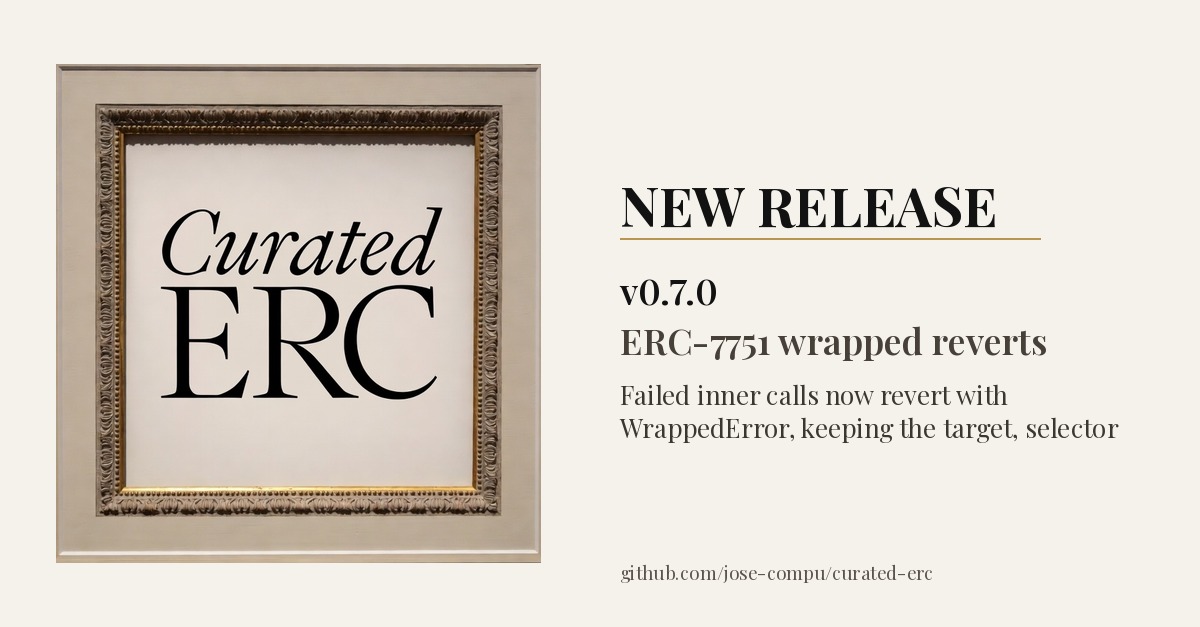 Curated
ERC
NEW RELEASE
v0.7.0
ERC-7751 wrapped reverts
Failed inner calls now revert with
WrappedError, keeping the target, selector
github.com/jose-compu/curated-erc